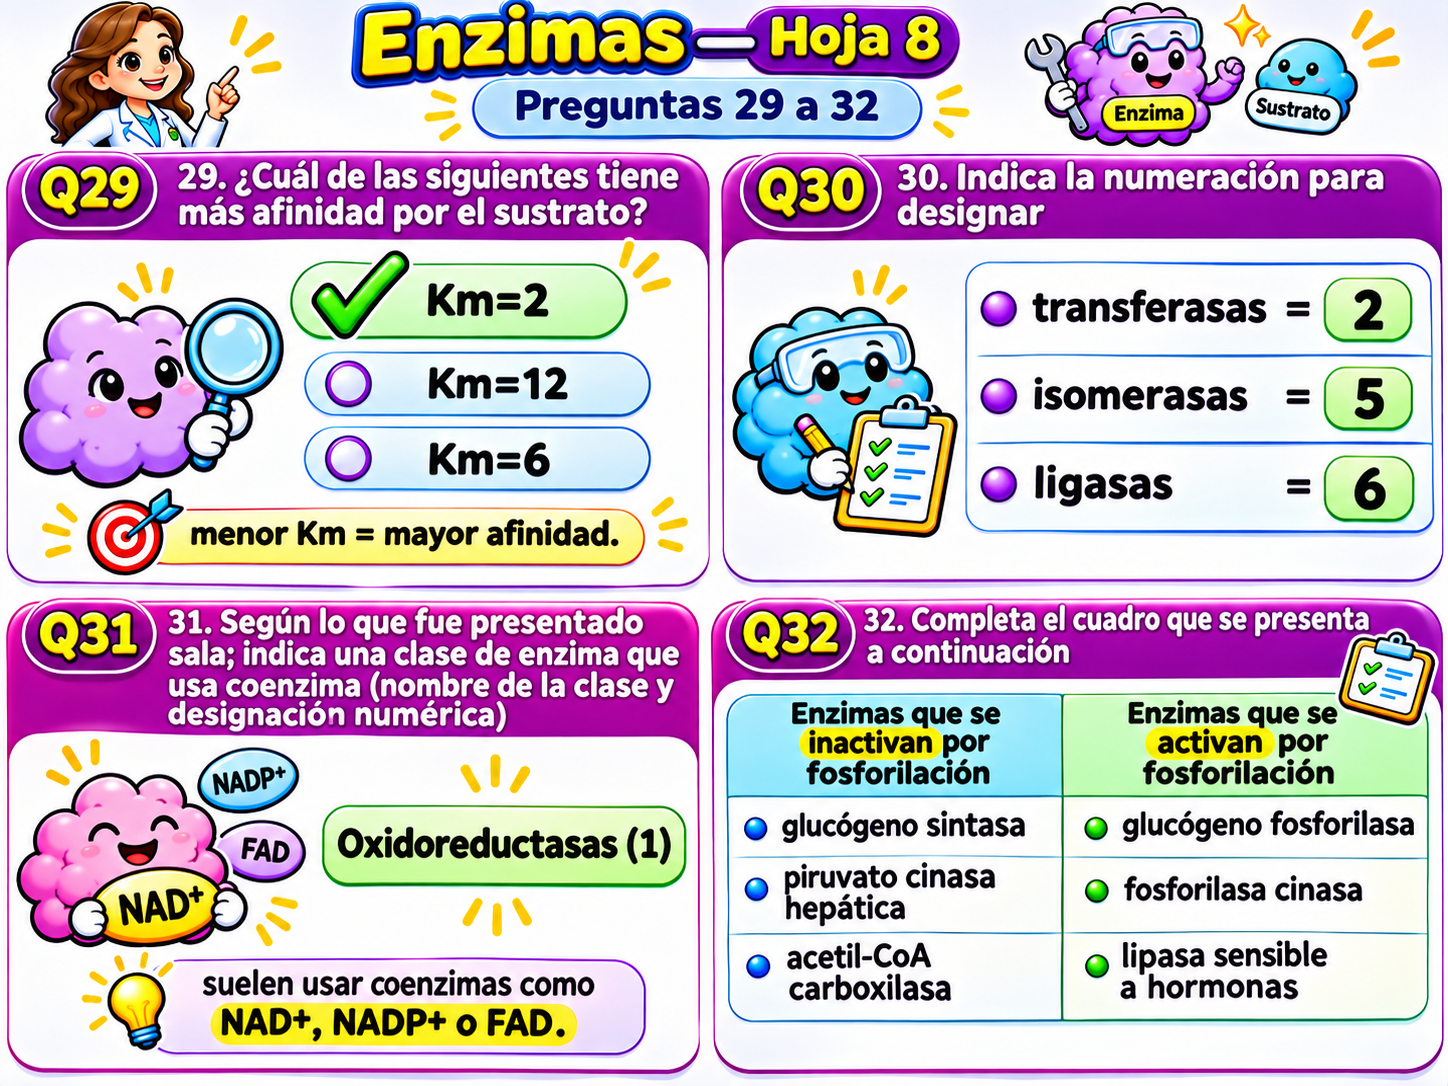 Enzimas — Hoja 8
Preguntas 29 a 32
Enzima
Sustrato
Q29
29. ¿Cuál de las siguientes tiene
más afinidad por el sustrato?
Km=2
Km=12
Km=6
menor Km = mayor afinidad.
Q30
30. Indica la numeración para
designar
transferasas = 2
isomerasas = 5
ligasas = 6
Q31
31. Según lo que fue presentado
sala; indica una clase de enzima que
usa coenzima (nombre de la clase y
designación numérica)
NADP+
FAD
NAD+
Oxidoreductasas (1)
suelen usar coenzimas como
NAD+, NADP+ o FAD.
Q32
32. Completa el cuadro que se presenta
a continuación
Enzimas que se
inactivan por
fosforilación
Enzimas que se
activan por
fosforilación
glucógeno sintasa
glucógeno fosforilasa
piruvato cinasa
hepática
fosforilasa cinasa
acetil-CoA
carboxilasa
lipasa sensible
a hormonas